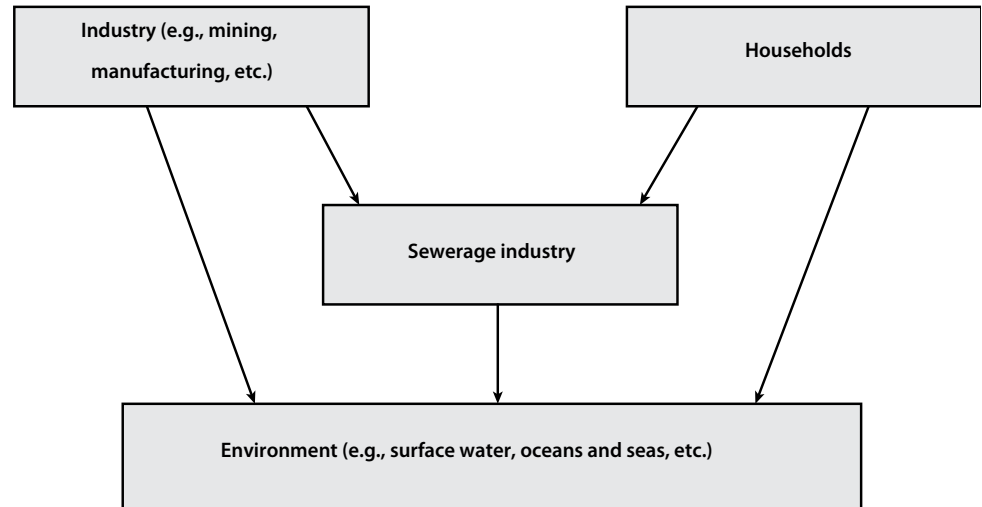 Industry (e.g., mining,
manufacturing, etc.)
Households
Sewerage industry
Environment (e.g., surface water, oceans and seas, etc.)